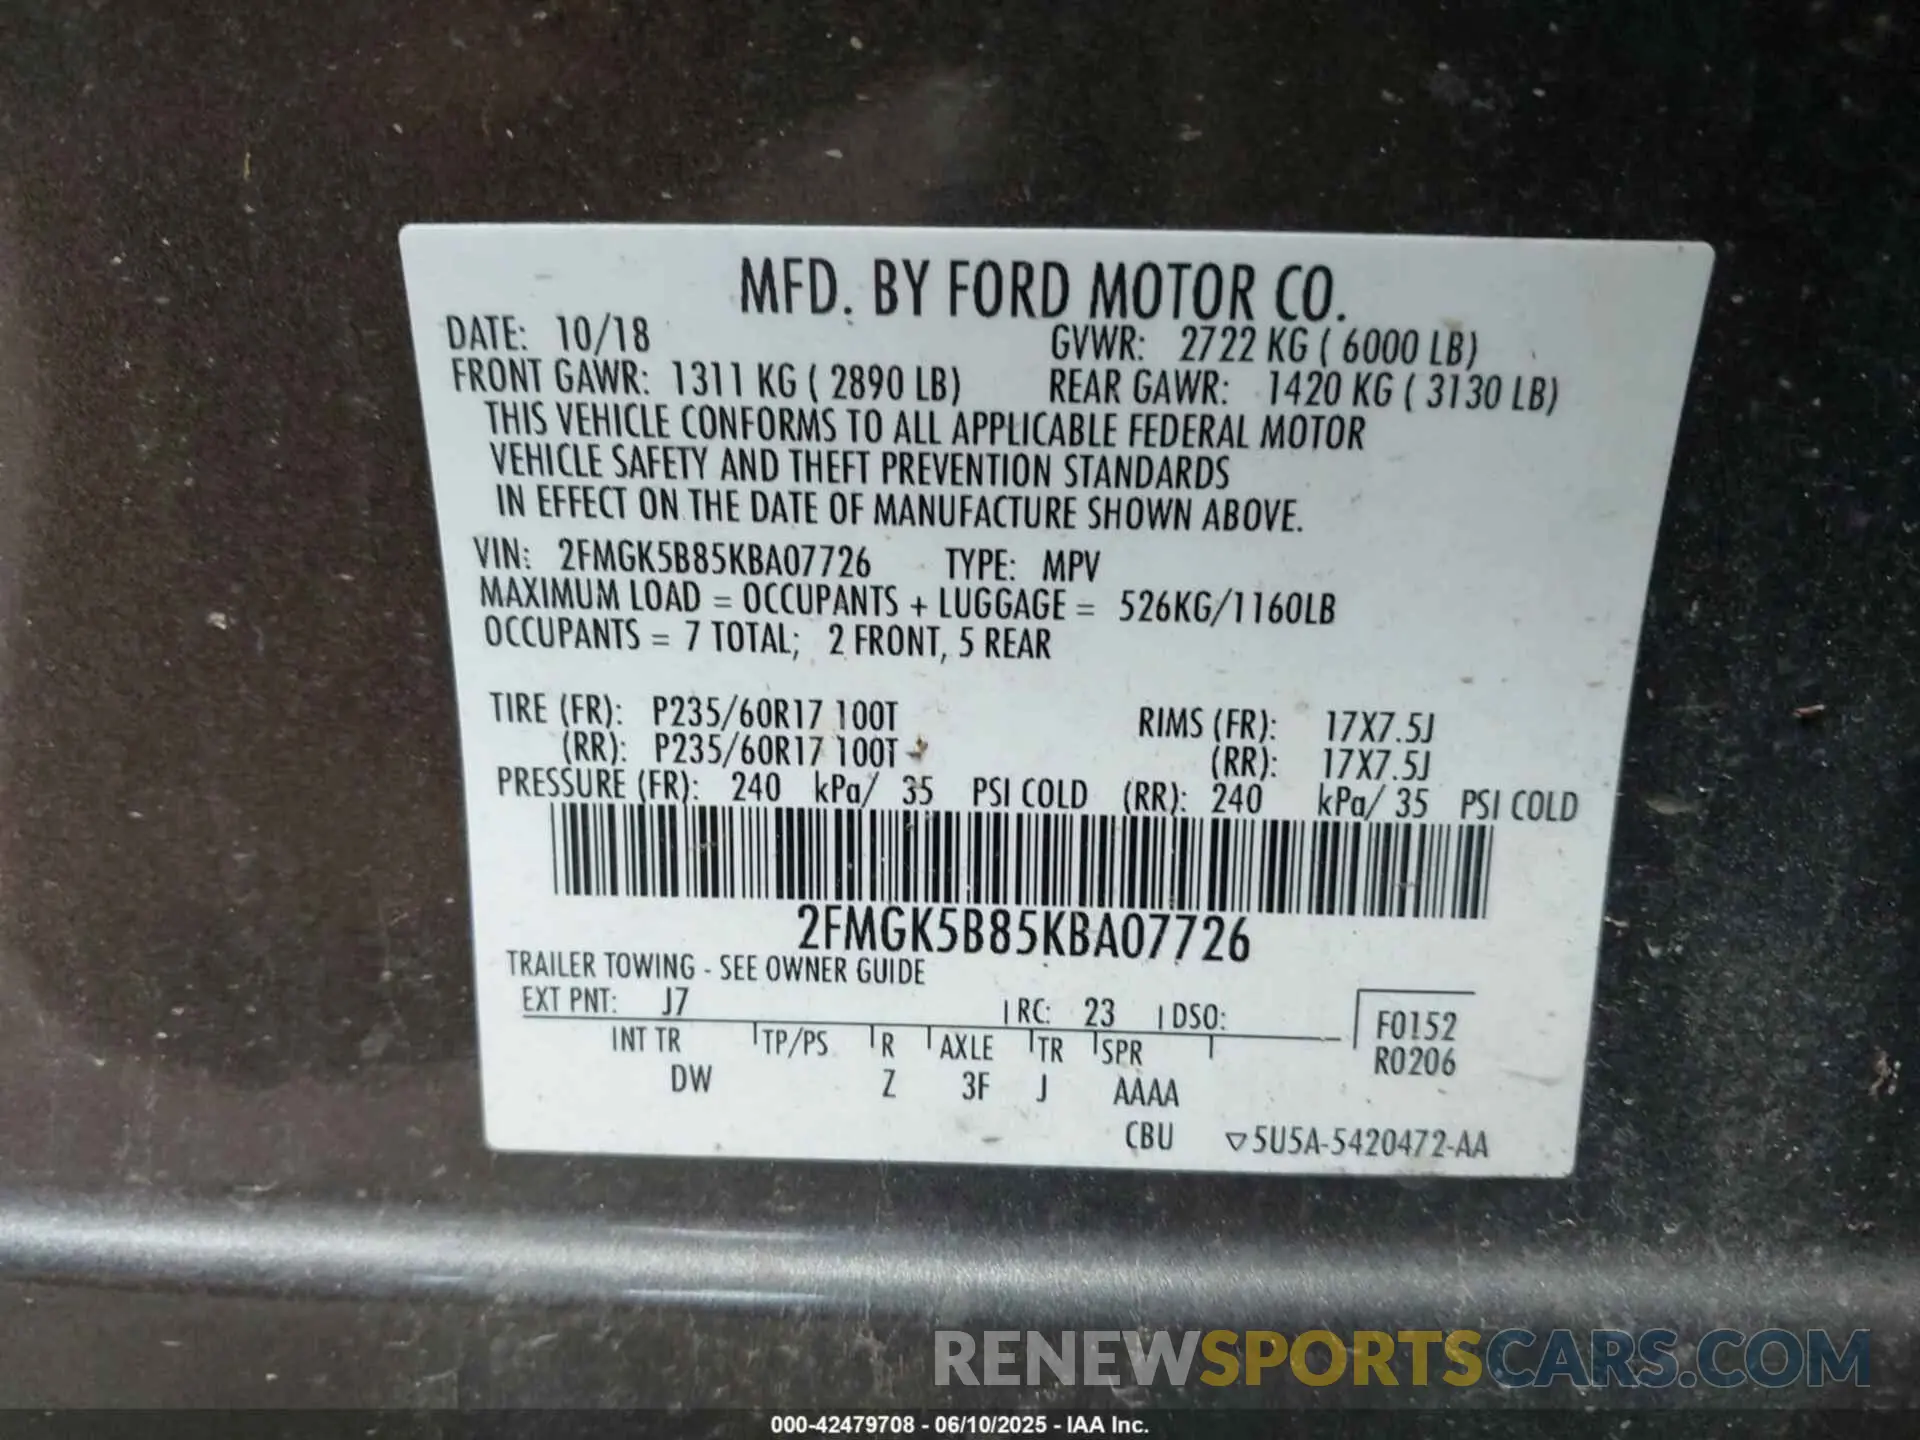 MFD. BY FORD MOTOR CO.
DATE: 10/18 GVWR: 2722 KG ( 6000 LB)
FRONT GAWR: 1311 KG ( 2890 LB) REAR GAWR: 1420 KG ( 3130 LB)
THIS VEHICLE CONFORMS TO ALL APPLICABLE FEDERAL MOTOR
VEHICLE SAFETY AND THEFT PREVENTION STANDARDS
IN EFFECT ON THE DATE OF MANUFACTURE SHOWN ABOVE.
VIN: 2FMGK5B85KBA07726 TYPE: MPV
MAXIMUM LOAD = OCCUPANTS + LUGGAGE = 526KG/1160LB
OCCUPANTS = 7 TOTAL; 2 FRONT, 5 REAR
TIRE (FR): P235/60R17 100T RIMS (FR): 17X7.5J
(RR): P235/60R17 100T (RR): 17X7.5J
PRESSURE (FR): 240 kPa/ 35 PSI COLD (RR): 240 kPa/ 35 PSI COLD
2FMGK5B85KBA07726
TRAILER TOWING - SEE OWNER GUIDE
EXT PNT: J7 RC: 23 DSO: F0152
INT TR TP/PS R AXLE TR SPR R0206
DW Z 3F J AAAA
CBU ▽5U5A-5420472-AA
RENEWSPORTSCARS.COM
000-42479708 - 06/10/2025 - IAA Inc.